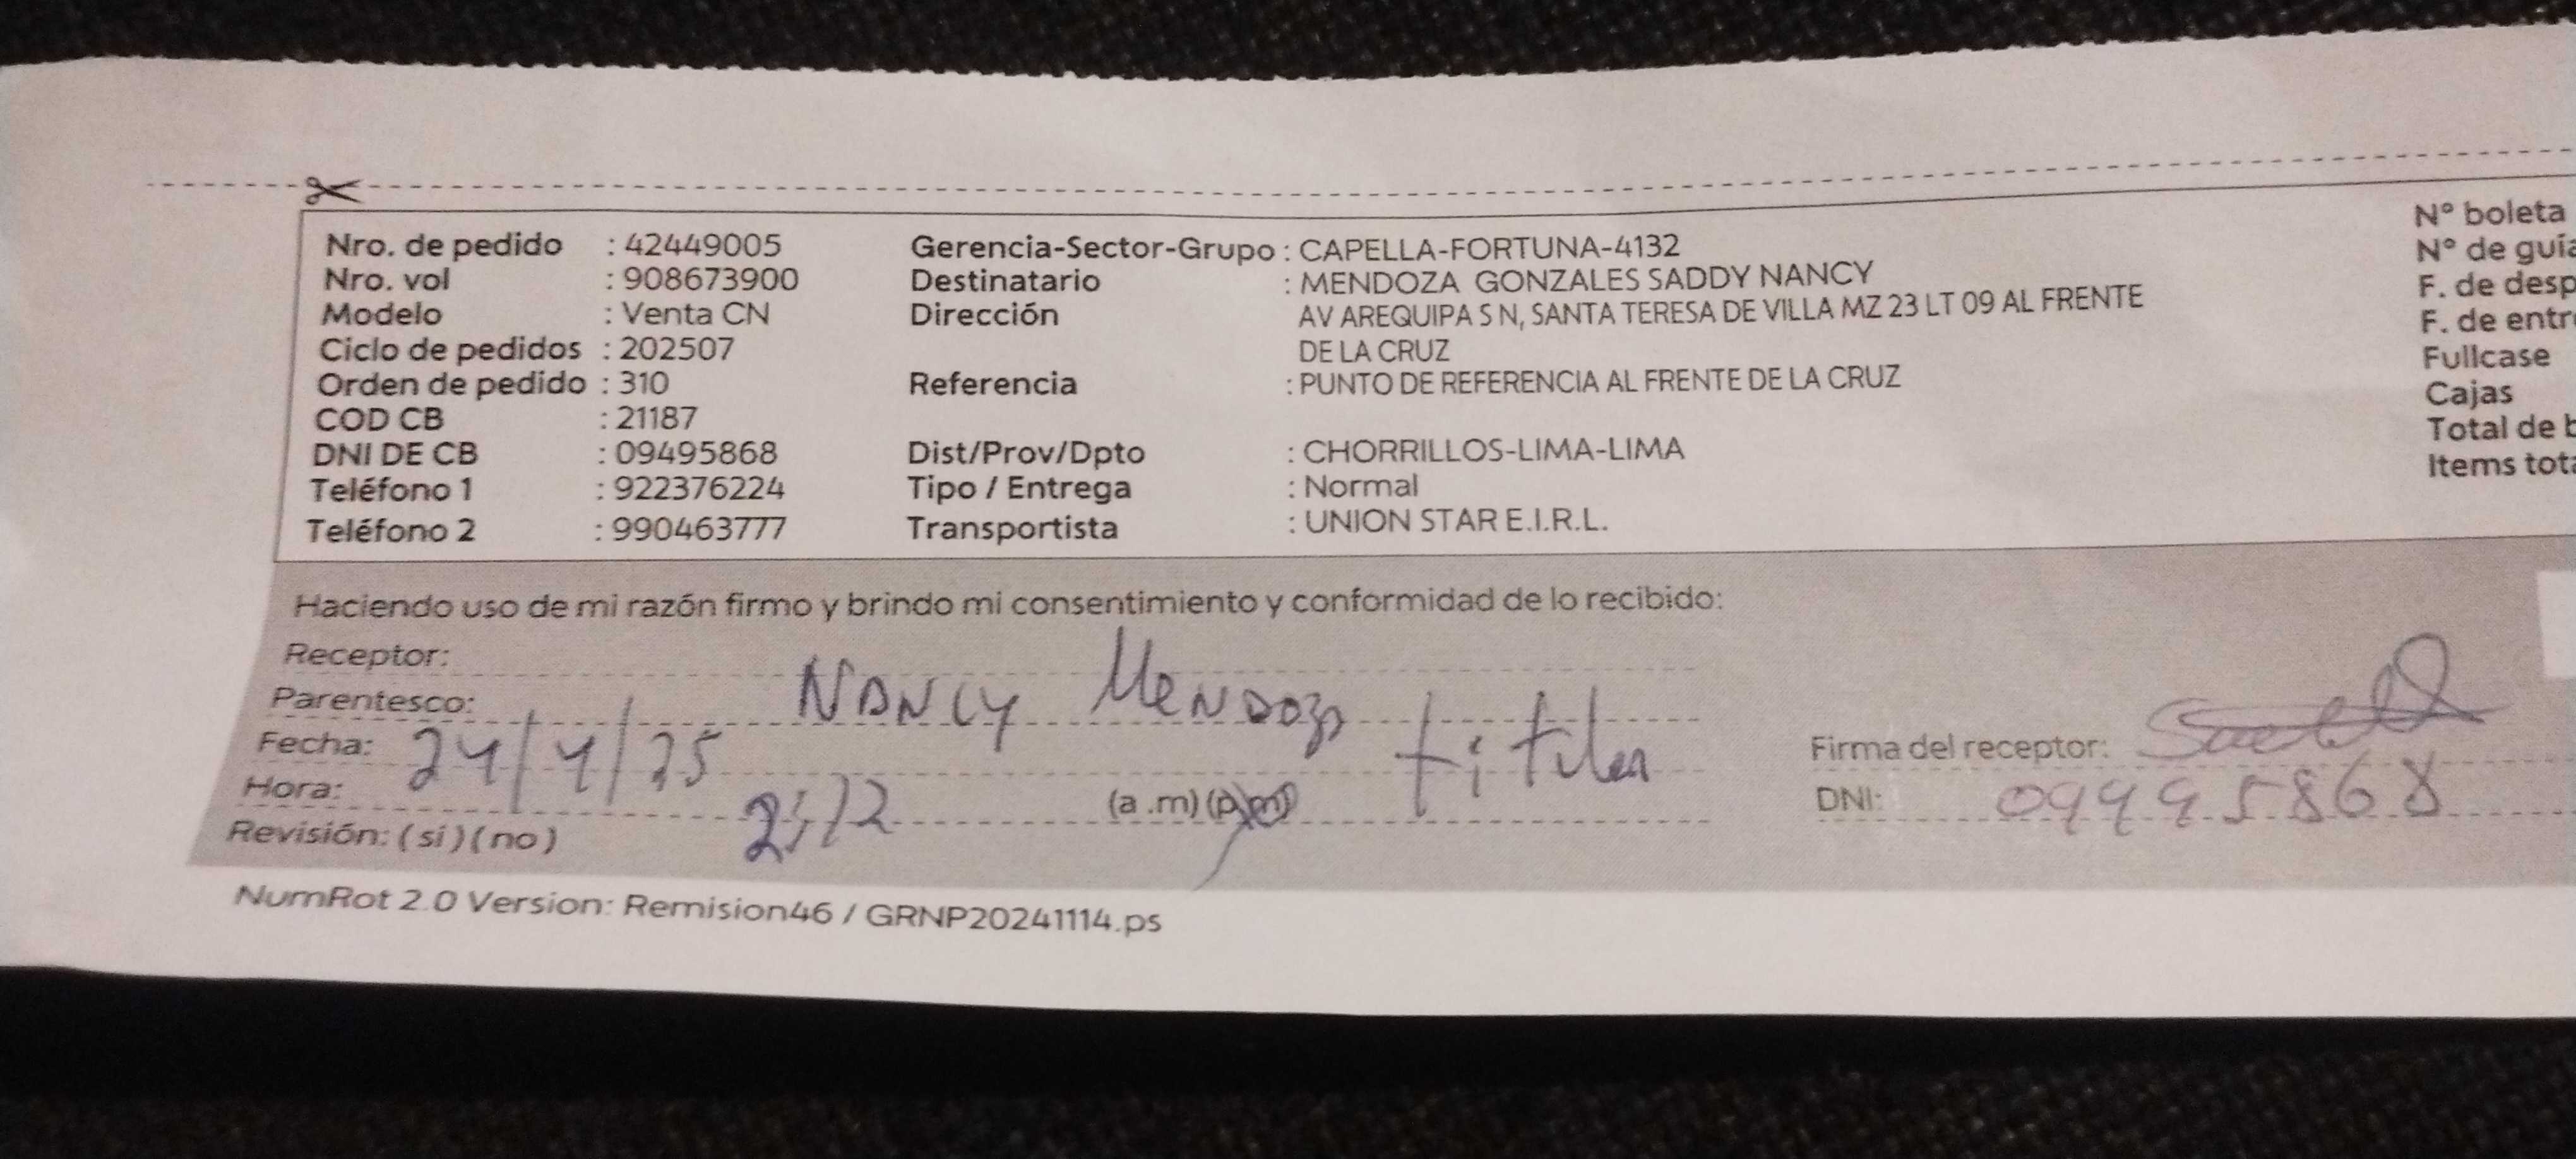 Nro. de pedido : 42449005
Nro. vol : 908673900
Modelo : Venta CN
Ciclo de pedidos : 202507
Orden de pedido : 310
COD CB : 21187
DNI DE CB : 09495868
Teléfono 1 : 922376224
Teléfono 2 : 990463777
Gerencia-Sector-Grupo : CAPELLA-FORTUNA-4132
Destinatario : MENDOZA GONZALES SADDY NANCY
Dirección AV AREQUIPA S N, SANTA TERESA DE VILLA MZ 23 LT 09 AL FRENTE
DE LA CRUZ
Referencia : PUNTO DE REFERENCIA AL FRENTE DE LA CRUZ
Dist/Prov/Dpto : CHORRILLOS-LIMA-LIMA
Tipo / Entrega : Normal
Transportista : UNION STAR E.I.R.L.
N° boleta
N° de guía
F. de desp
F. de entre
Fullcase
Cajas
Total de b
Items tota
Haciendo uso de mi razón firmo y brindo mi consentimiento y conformidad de lo recibido:
Receptor:
Parentesco: NANCY Mendoza
Fecha: 24/4/25 titular
Hora: (a .m) (p.m)
Revisión: (si) (no)
Firma del receptor:
DNI: 09495868
NumRot 2.0 Version: Remision46 / GRNP20241114.ps